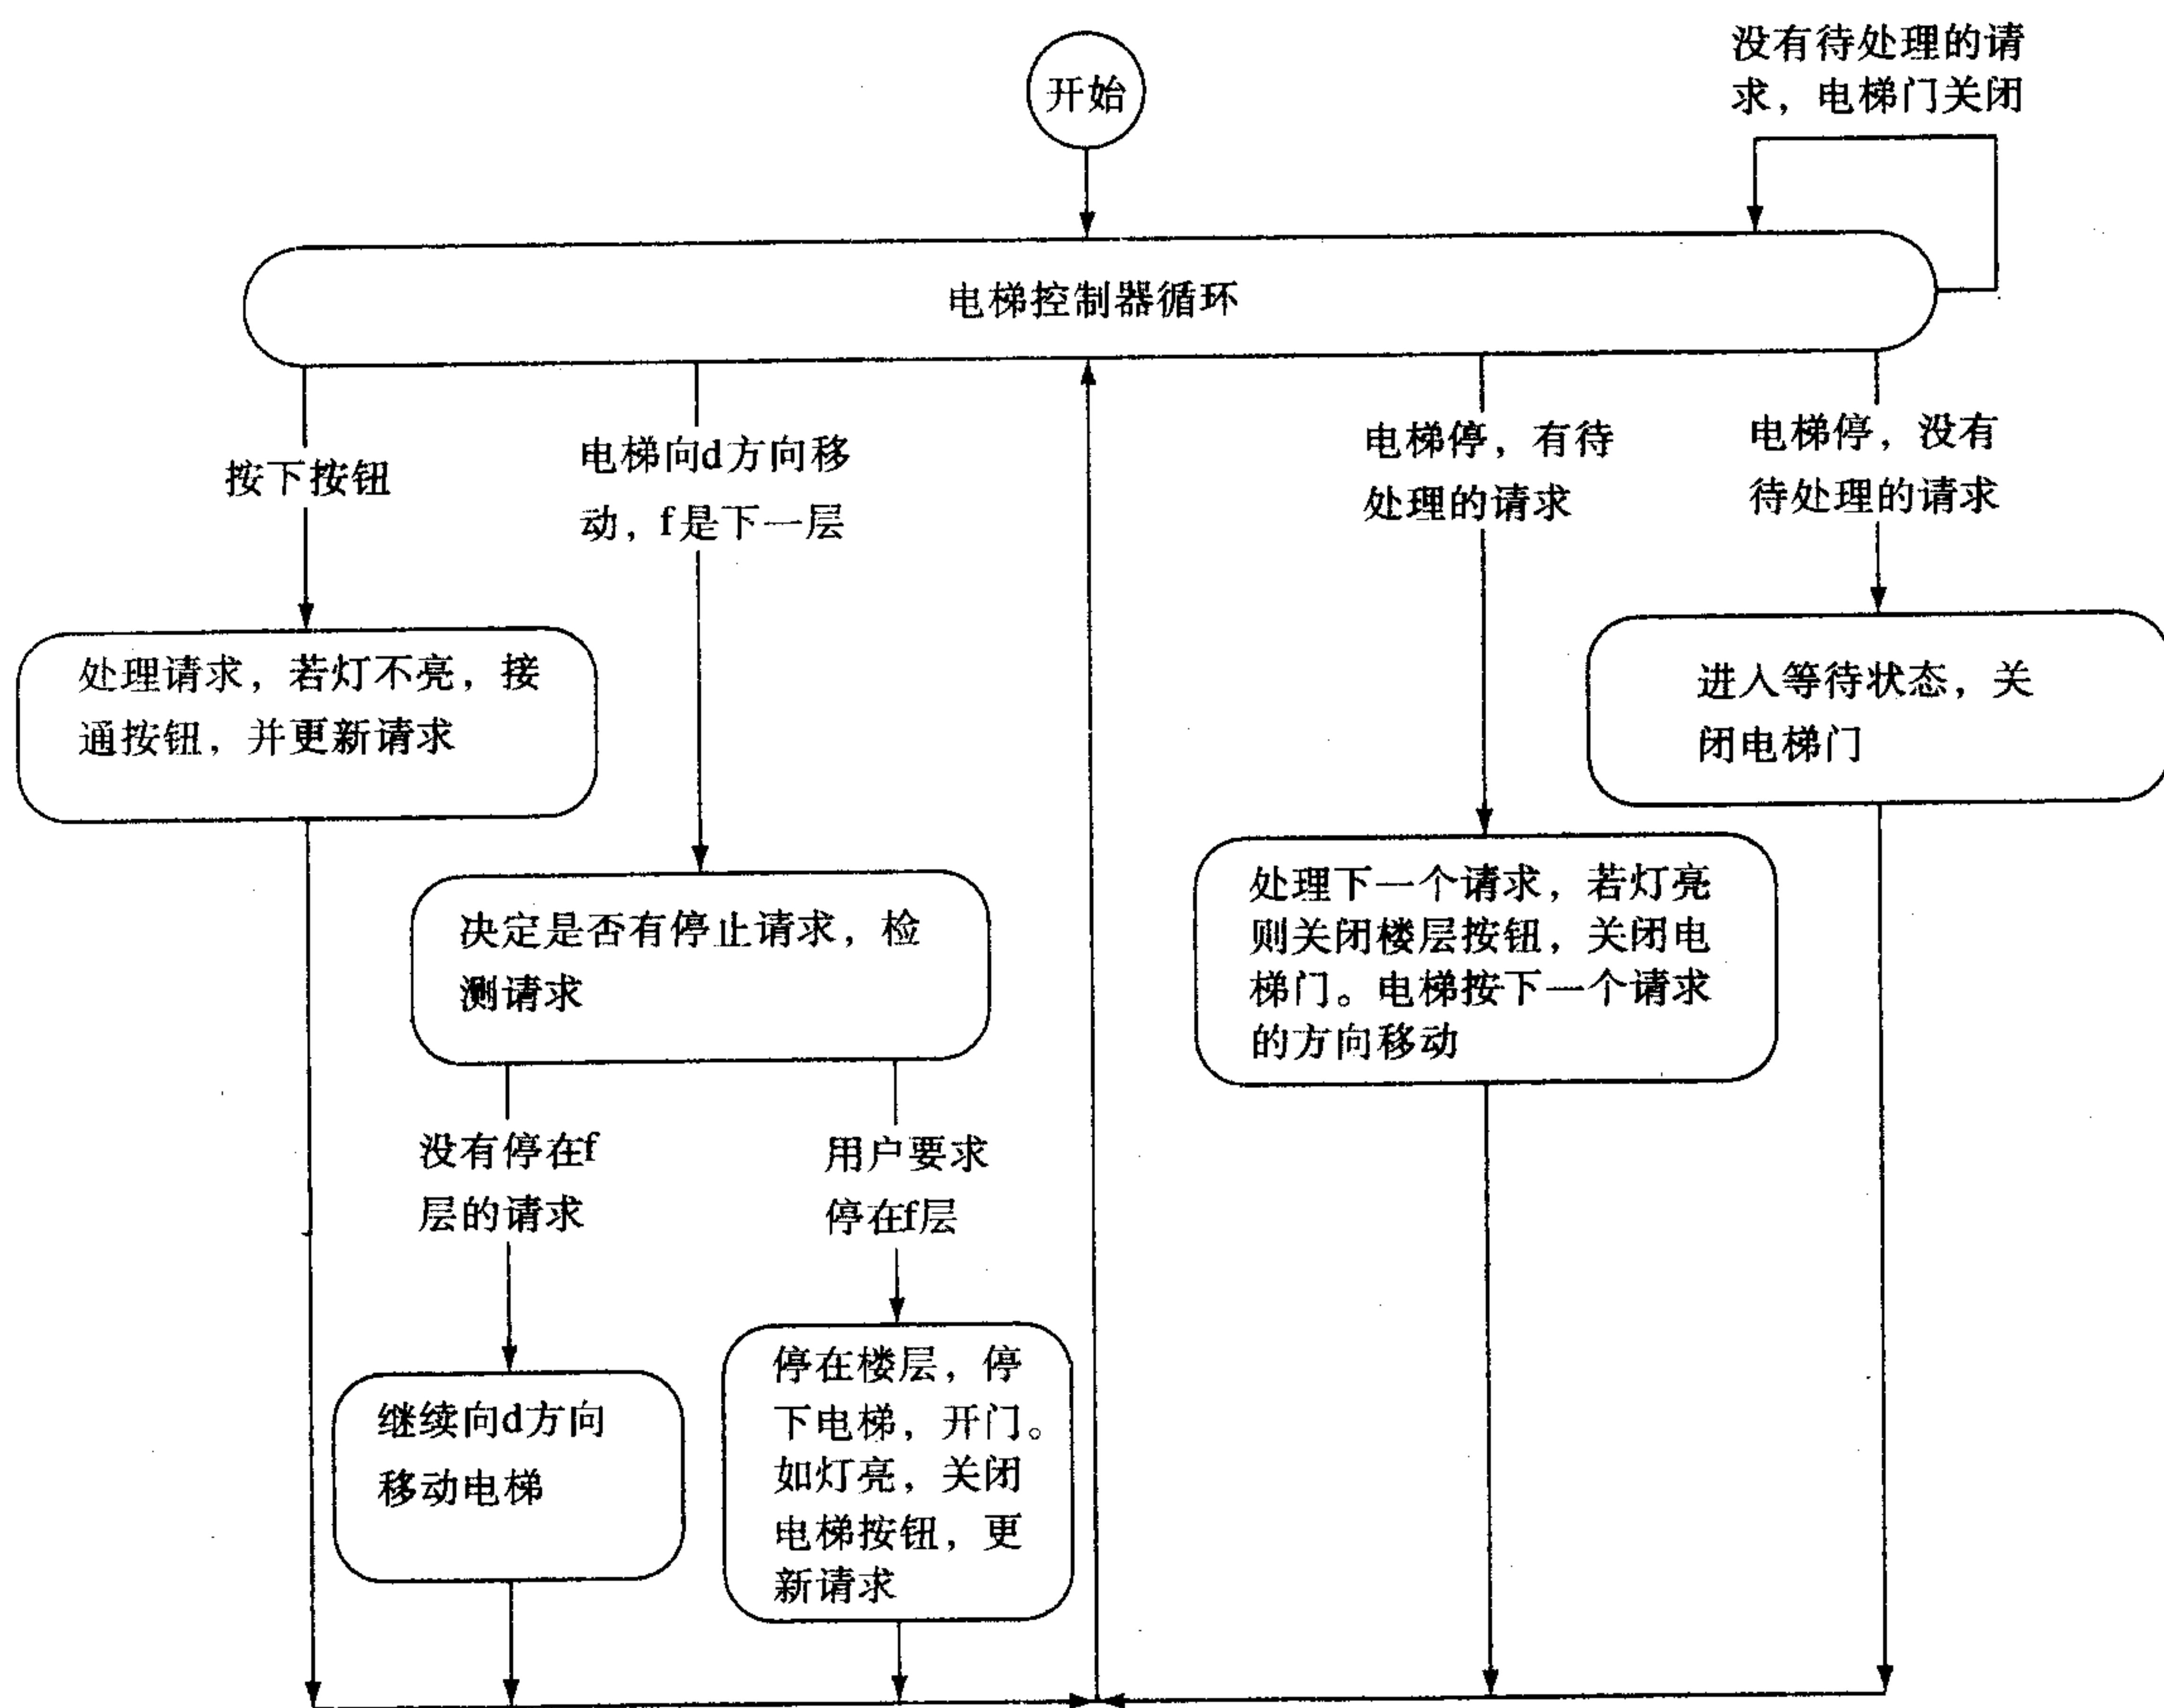 开始
没有待处理的请
求，电梯门关闭
电梯控制器循环
按下按钮
电梯向d方向移
动，f是下一层
电梯停，有待
处理的请求
电梯停，没有
待处理的请求
处理请求，若灯不亮，接
通按钮，并更新请求
进入等待状态，关
闭电梯门
决定是否有停止请求，检
测请求
处理下一个请求，若灯亮
则关闭楼层按钮，关闭电
梯门。电梯按下一个请求
的方向移动
没有停在f
层的请求
用户要求
停在f层
继续向d方向
移动电梯
停在楼层，停
下电梯，开门。
如灯亮，关闭
电梯按钮，更
新请求